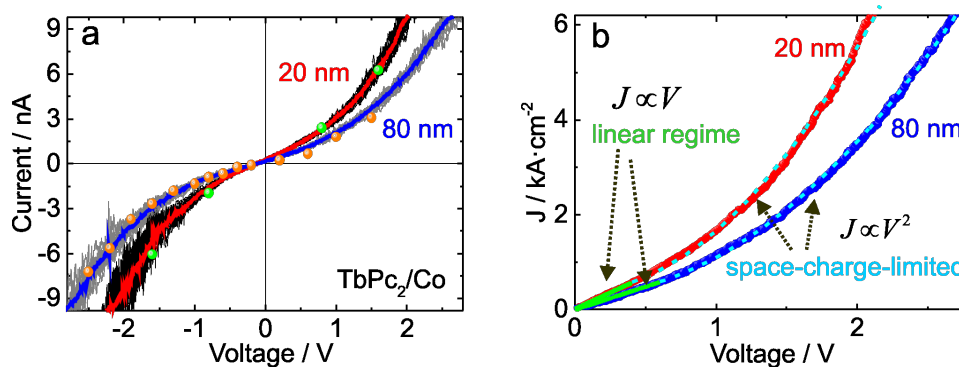 a
20 nm
80 nm
TbPc₂/Co
Current / nA
9
6
3
0
-3
-6
-9
-2 -1 0 1 2
Voltage / V
b
20 nm
J ∝ V
linear regime
80 nm
J ∝ V²
space-charge-limited
J / kA·cm⁻²
6
4
2
0
0 1 2
Voltage / V